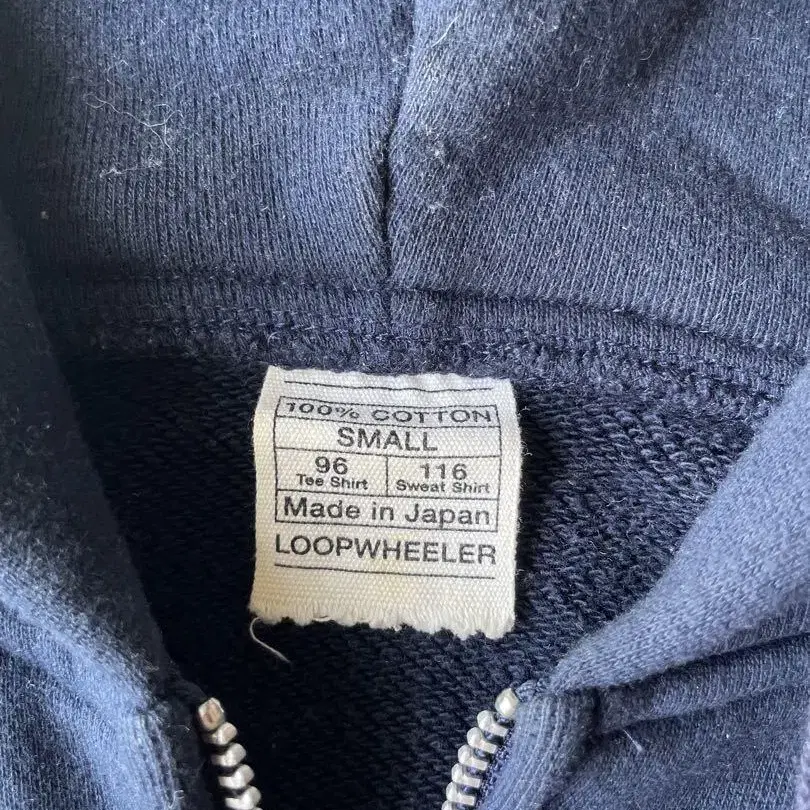 100% COTTON
SMALL
96 116
Tee Shirt Sweat Shirt
Made in Japan
LOOPWHEELER